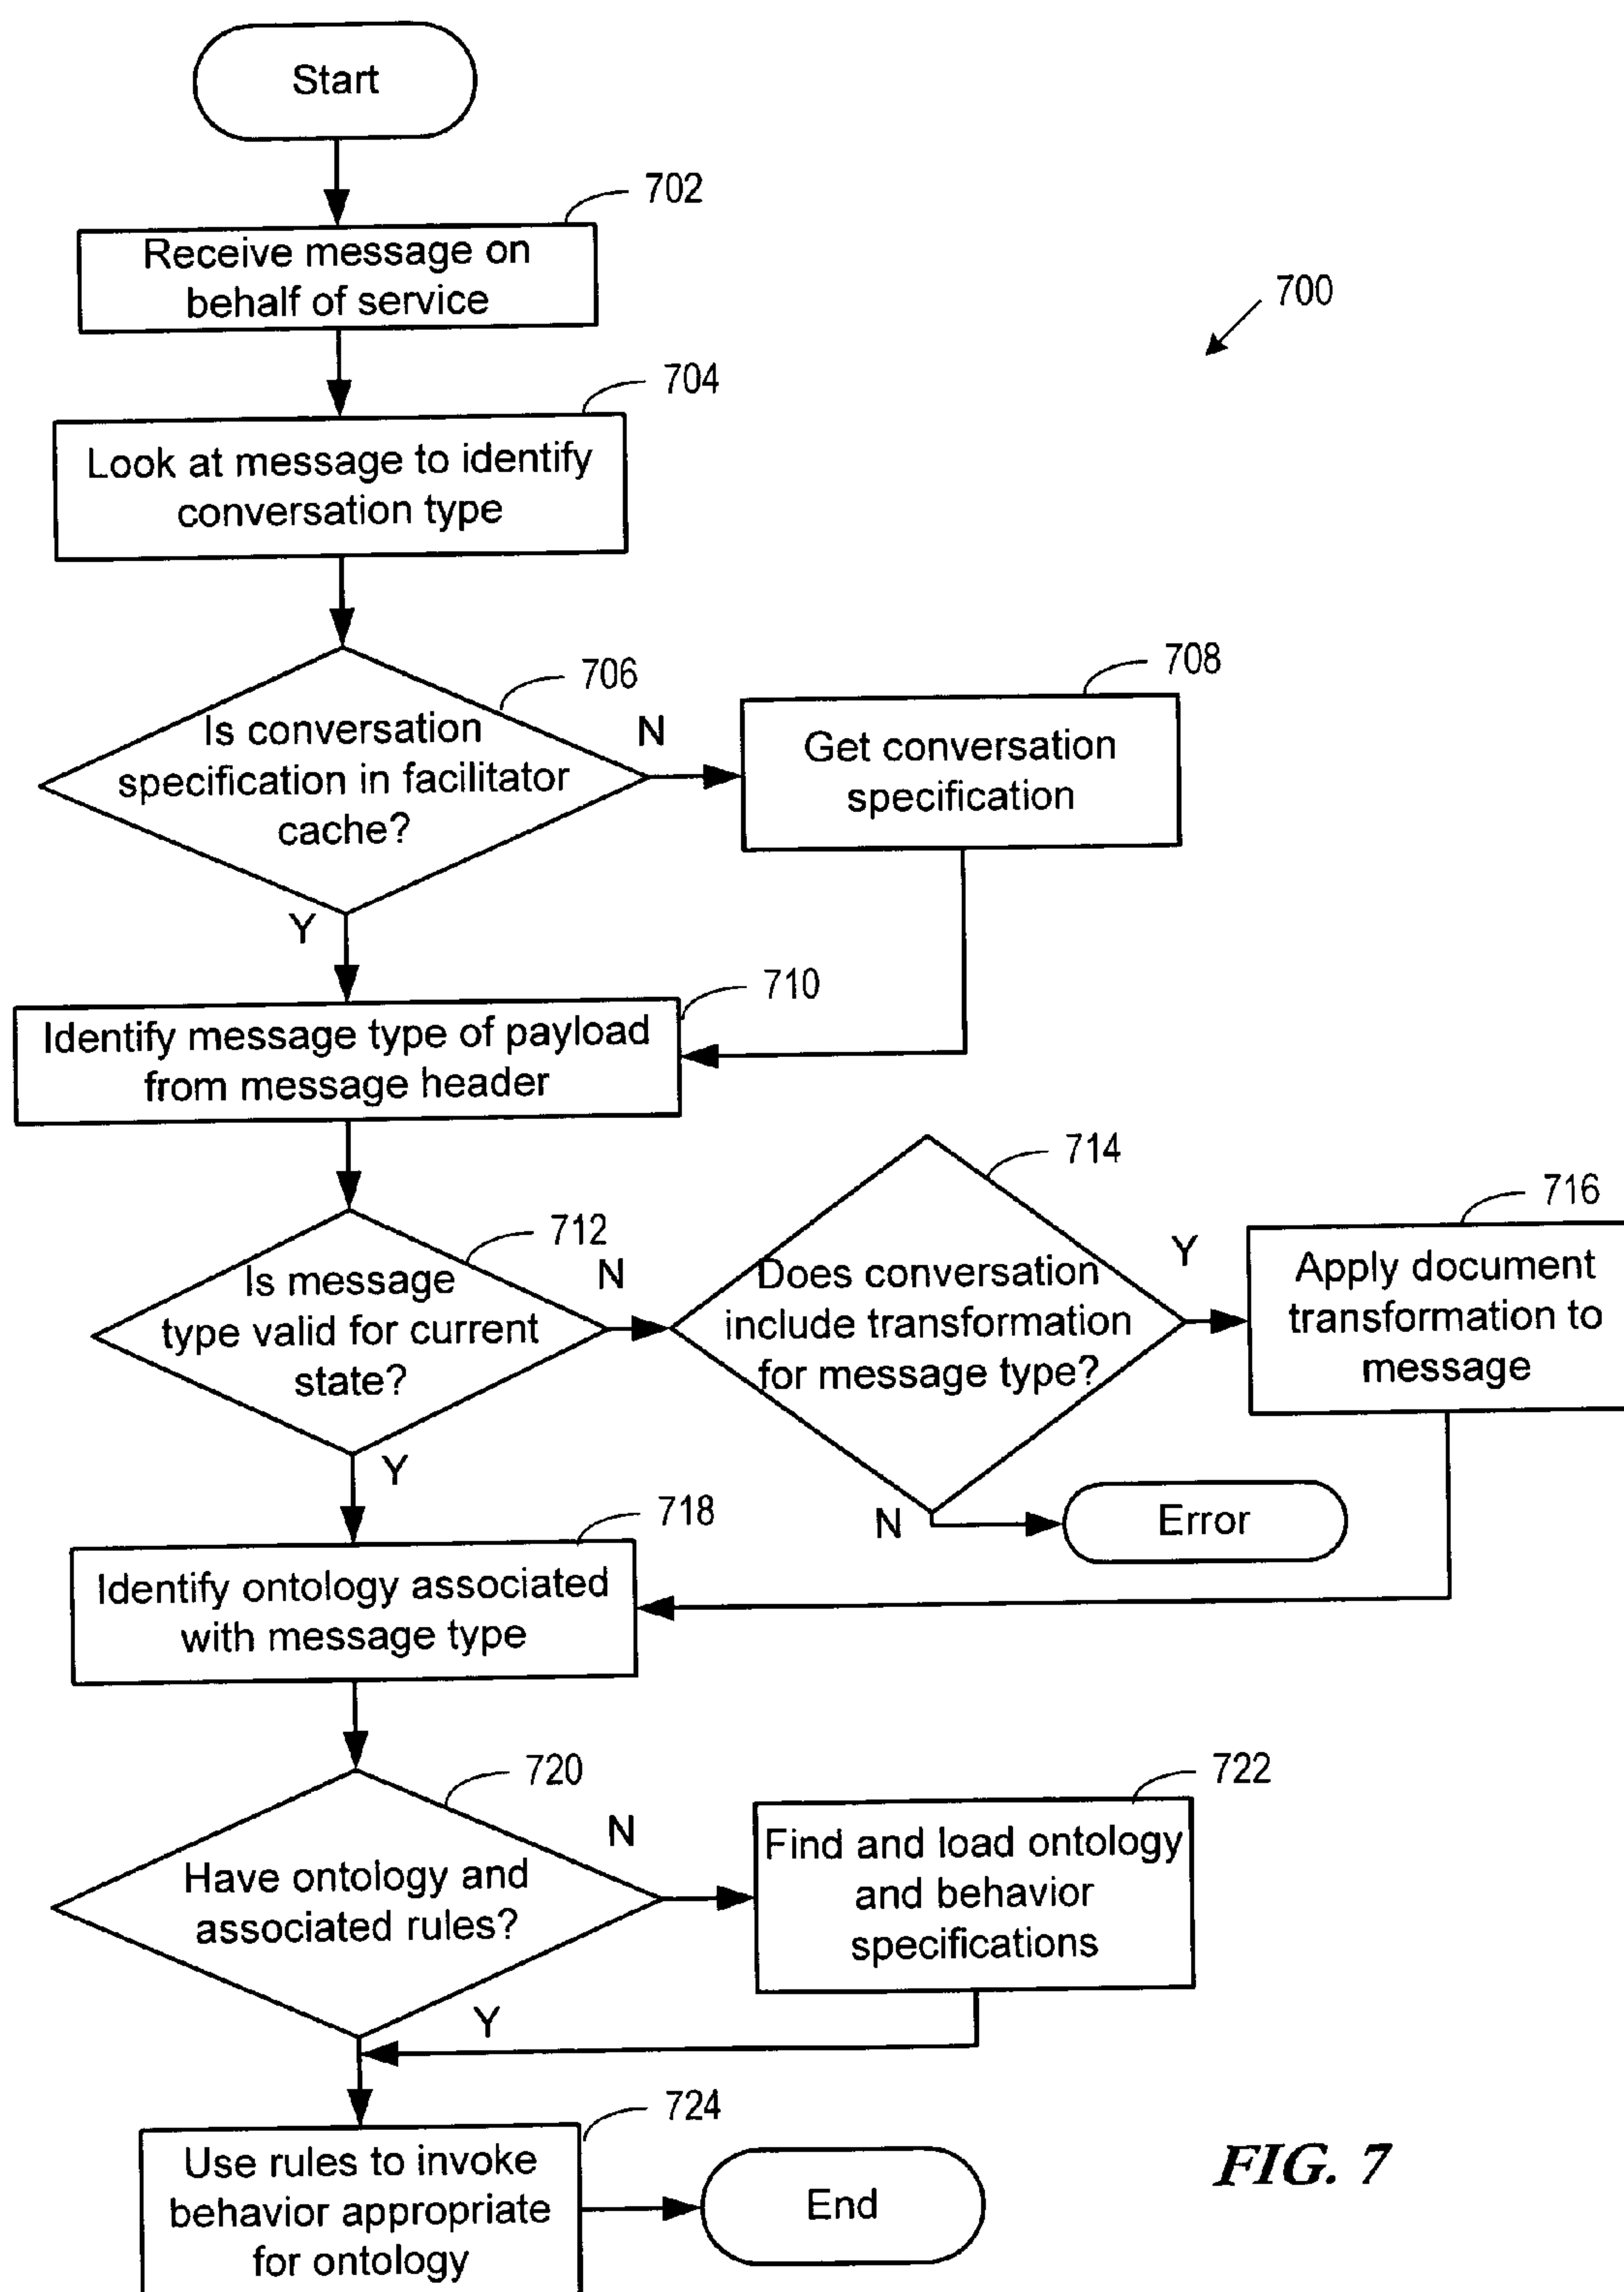 Start
702
Receive message on
behalf of service
700
704
Look at message to identify
conversation type
706
Is conversation
specification in facilitator
cache?
N
708
Get conversation
specification
Y
710
Identify message type of payload
from message header
712
Is message
type valid for current
state?
N
714
Does conversation
include transformation
for message type?
Y
716
Apply document
transformation to
message
Y
N
Error
718
Identify ontology associated
with message type
720
Have ontology and
associated rules?
N
722
Find and load ontology
and behavior
specifications
Y
724
Use rules to invoke
behavior appropriate
for ontology
End
FIG. 7